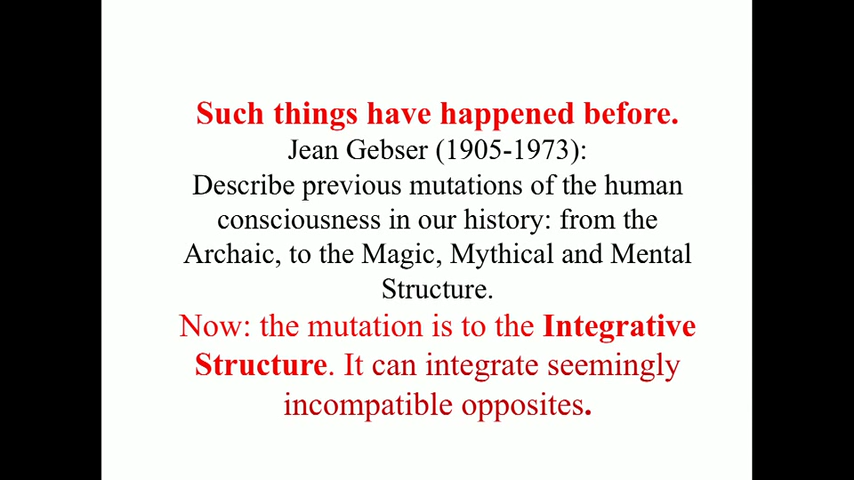 Such things have happened before.
Jean Gebser (1905-1973):
Describe previous mutations of the human
consciousness in our history: from the
Archaic, to the Magic, Mythical and Mental
Structure.
Now: the mutation is to the Integrative
Structure. It can integrate seemingly
incompatible opposites.